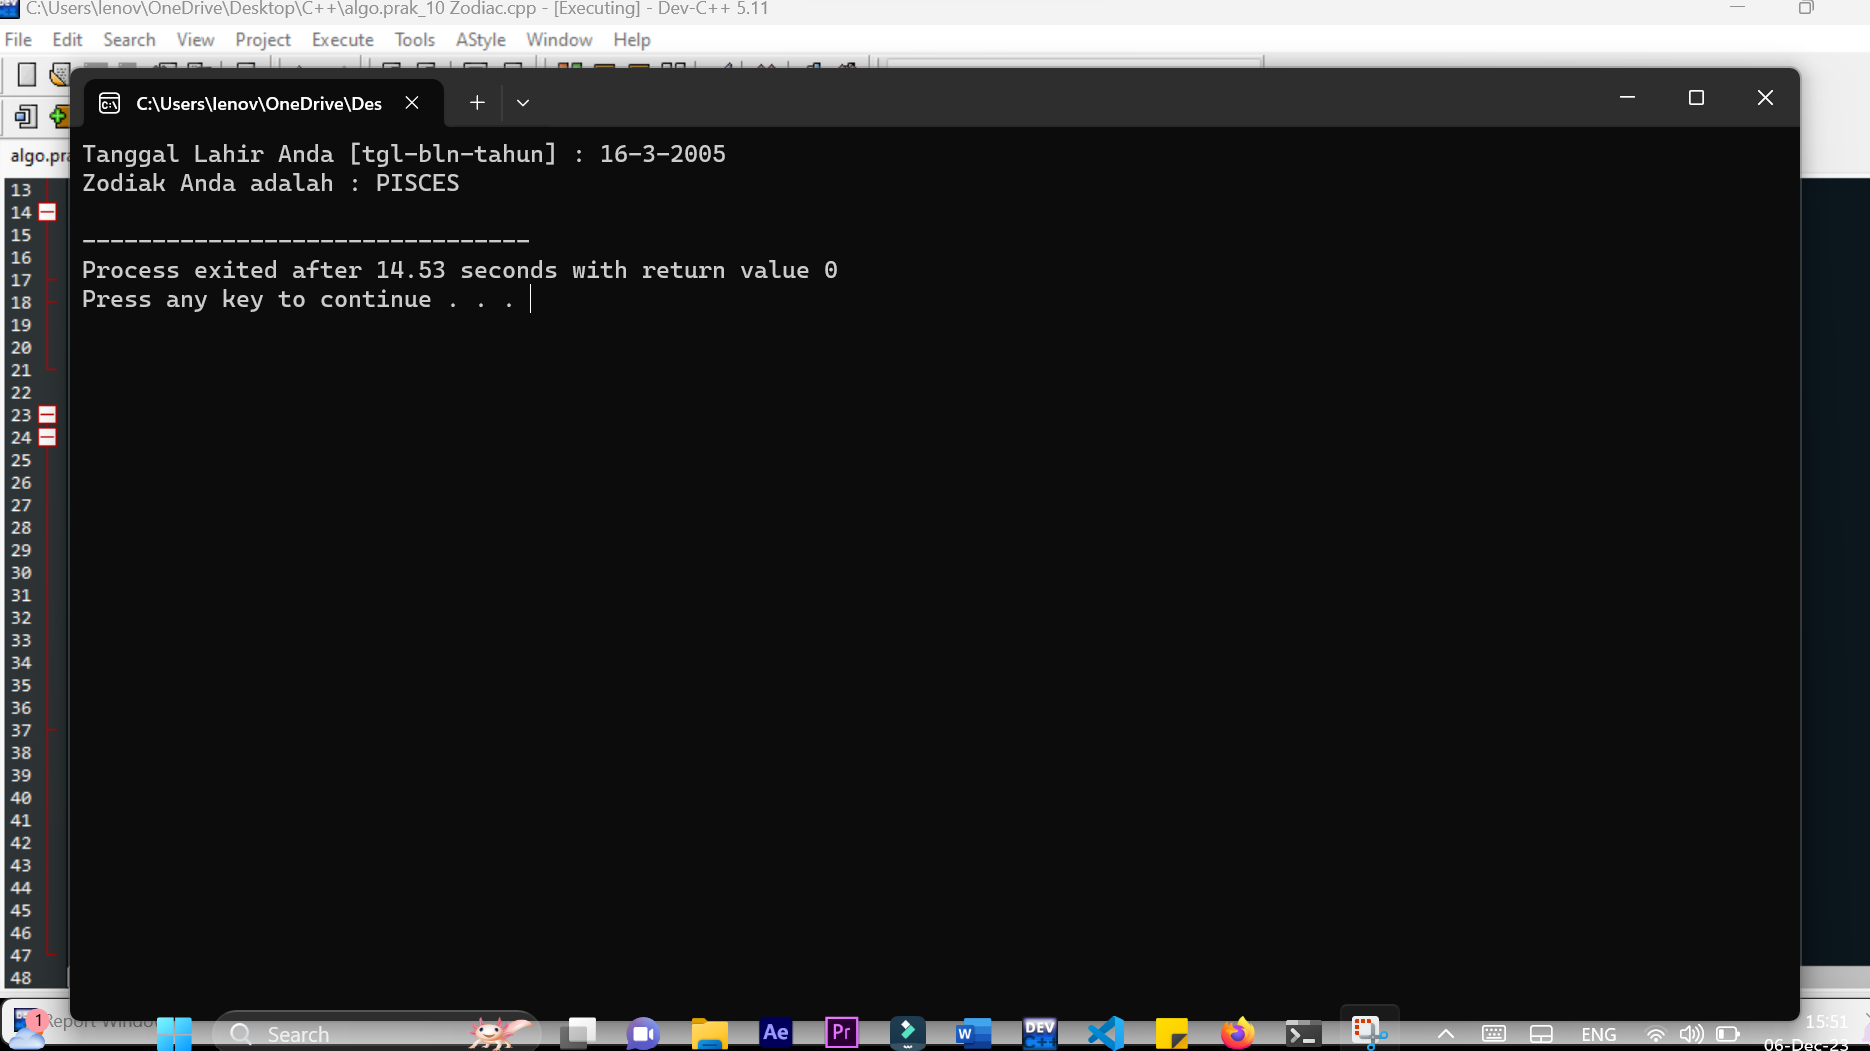 C:\Users\lenov\OneDrive\Desktop\C++\algo.prak_10 Zodiac.cpp - [Executing] - Dev-C++ 5.11
File Edit Search View Project Execute Tools AStyle Window Help
C:\Users\lenov\OneDrive\Des
algo.pra
Tanggal Lahir Anda [tgl-bln-tahun] : 16-3-2005
Zodiak Anda adalah : PISCES
--------------------------------
Process exited after 14.53 seconds with return value 0
Press any key to continue . . .
13
14
15
16
17
18
19
20
21
22
23
24
25
26
27
28
29
30
31
32
33
34
35
36
37
38
39
40
41
42
43
44
45
46
47
48
1
Report Window
Search
Ae
Pr
W
DEV C++
ENG
15:51
06-Dec-23